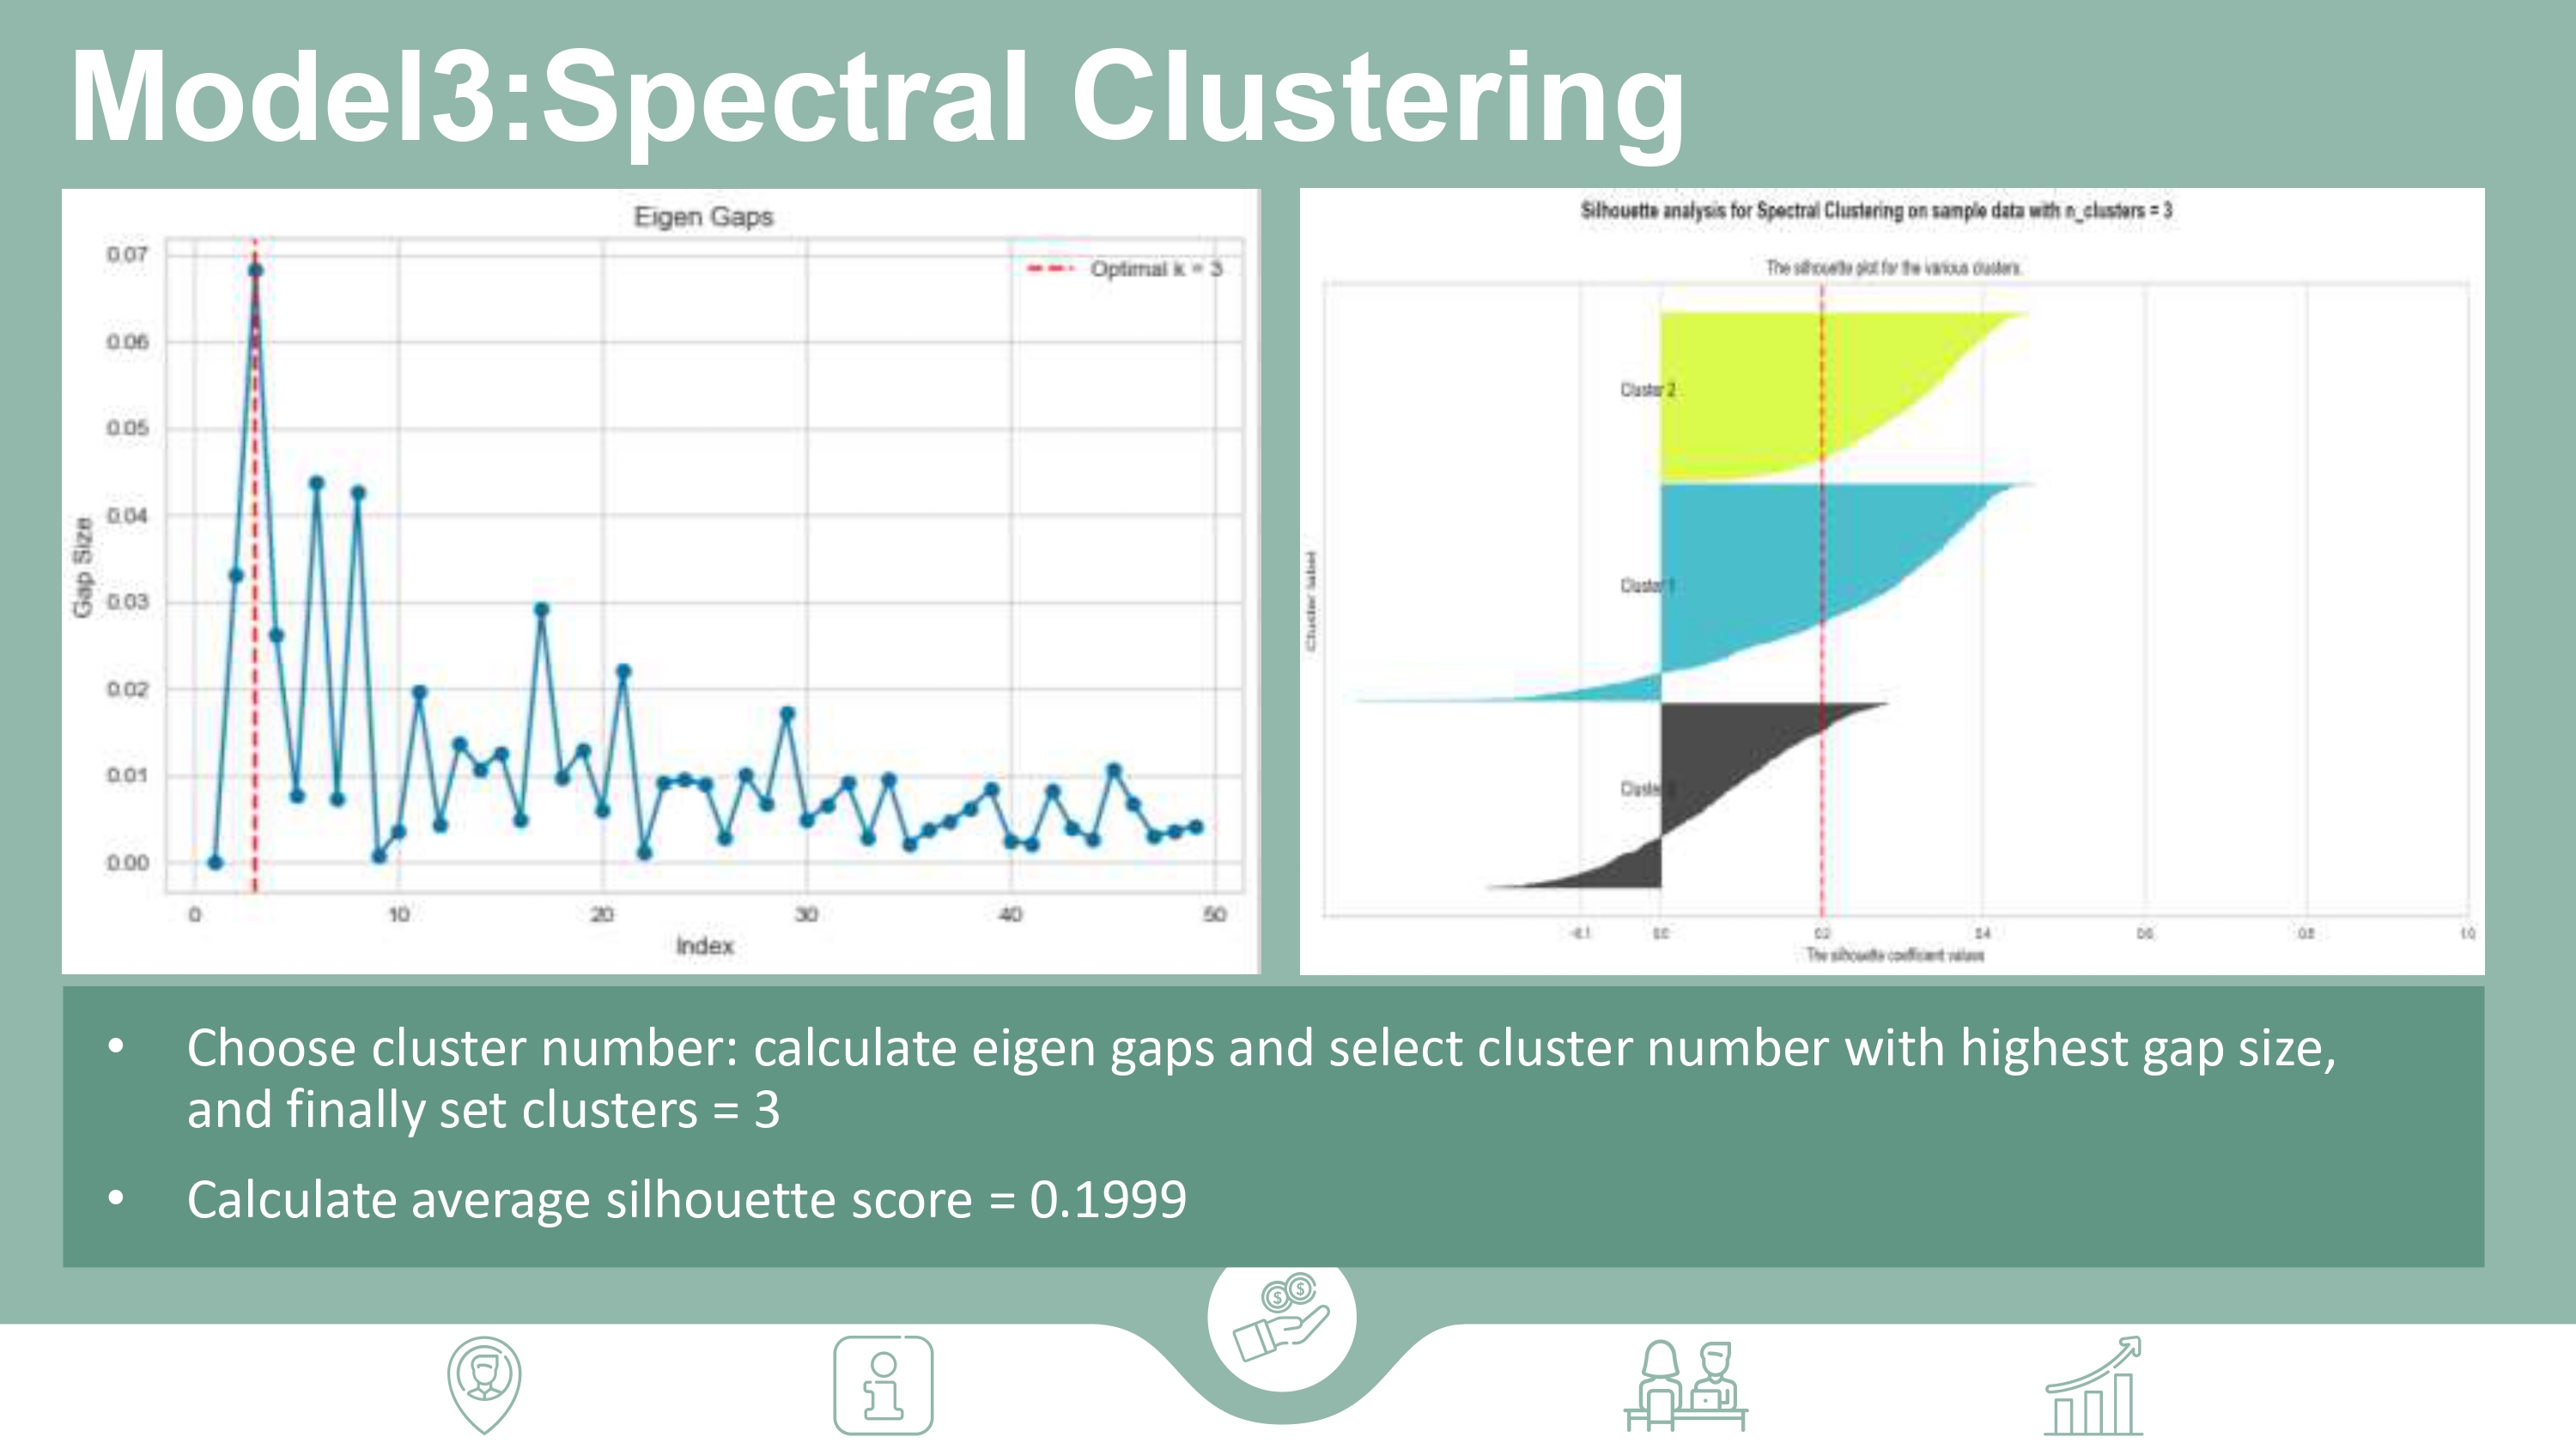 Model3:Spectral Clustering
Eigen Gaps
Optimal k = 3
0.07
0.06
0.05
0.04
0.03
0.02
0.01
0.00
Gap Size
0 10 20 30 40 50
Index
Silhouette analysis for Spectral Clustering on sample data with n_clusters = 3
The silhouette plot for the various clusters.
Cluster 2
Cluster 1
Cluster
Cluster label
-0.1 0.0 0.2 0.4 0.6 0.8 1.0
The silhouette coefficient values
• Choose cluster number: calculate eigen gaps and select cluster number with highest gap size,
and finally set clusters = 3
• Calculate average silhouette score = 0.1999